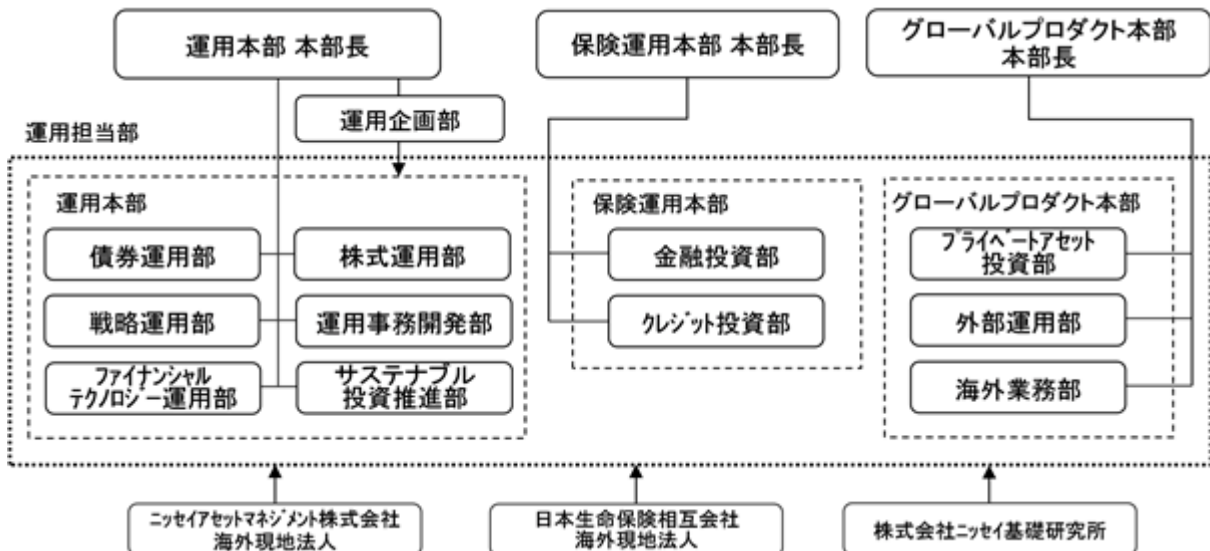 運用本部 本部長
保険運用本部 本部長
グローバルプロダクト本部
本部長
運用企画部
運用担当部
運用本部
債券運用部
株式運用部
戦略運用部
運用事務開発部
ファイナンシャル
テクノロジー運用部
サステナブル
投資推進部
保険運用本部
金融投資部
クレジット投資部
グローバルプロダクト本部
プライベートアセット
投資部
外部運用部
海外業務部
ニッセイアセットマネジメント株式会社
海外現地法人
日本生命保険相互会社
海外現地法人
株式会社ニッセイ基礎研究所